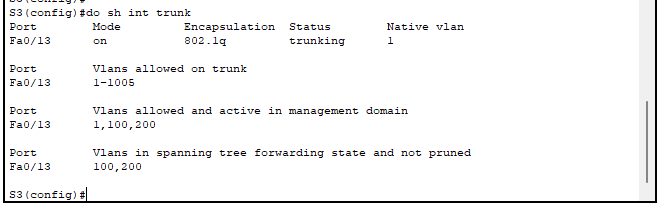 S3(config)#do sh int trunk
Port        Mode         Encapsulation  Status        Native vlan
Fa0/13      on           802.1q         trunking      1
Port        Vlans allowed on trunk
Fa0/13      1-1005
Port        Vlans allowed and active in management domain
Fa0/13      1,100,200
Port        Vlans in spanning tree forwarding state and not pruned
Fa0/13      100,200
S3(config)#